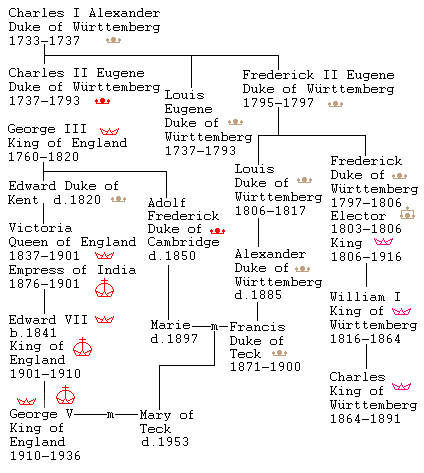 Charles I Alexander
Duke of Württemberg
1733–1737
Charles II Eugene
Duke of Württemberg
1737–1793
Louis
Eugene
Duke of
Württemberg
1737–1793
Frederick II Eugene
Duke of Württemberg
1795–1797
George III
King of England
1760–1820
Edward Duke of
Kent d.1820
Adolf
Frederick
Duke of
Cambridge
d.1850
Louis
Duke of
Württemberg
1806–1817
Frederick
Duke of
Württemberg
1797–1806
Elector
1803–1806
King
1806–1916
Victoria
Queen of England
1837–1901
Empress of India
1876–1901
Alexander
Duke of
Württemberg
d.1885
William I
King of
Württemberg
1816–1864
Edward VII
b.1841
King of
England
1901–1910
Marie
d.1897
m
Francis
Duke of
Teck
1871–1900
Charles
King of
Württemberg
1864–1891
George V
King of
England
1910–1936
m
Mary of
Teck
d.1953